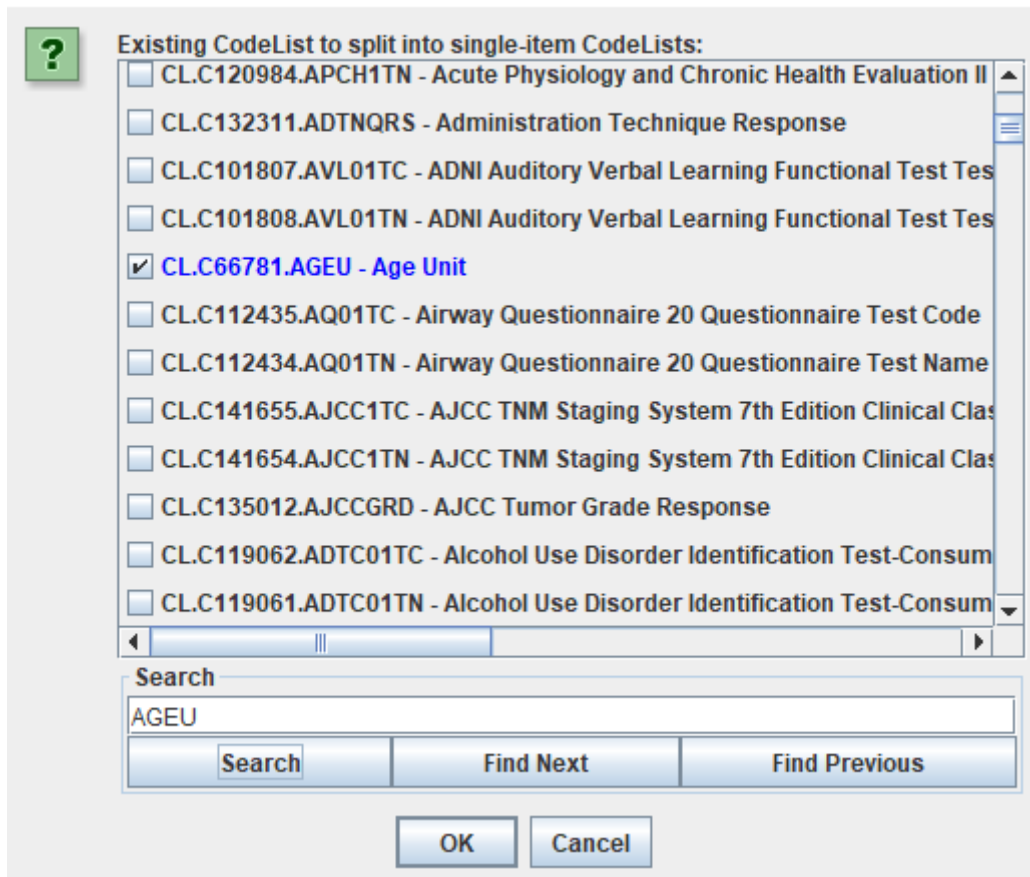 Existing CodeList to split into single-item CodeLists:
CL.C120984.APCH1TN - Acute Physiology and Chronic Health Evaluation II
CL.C132311.ADTNQRS - Administration Technique Response
CL.C101807.AVL01TC - ADNI Auditory Verbal Learning Functional Test Tes
CL.C101808.AVL01TN - ADNI Auditory Verbal Learning Functional Test Tes
CL.C66781.AGEU - Age Unit
CL.C112435.AQ01TC - Airway Questionnaire 20 Questionnaire Test Code
CL.C112434.AQ01TN - Airway Questionnaire 20 Questionnaire Test Name
CL.C141655.AJCC1TC - AJCC TNM Staging System 7th Edition Clinical Clas
CL.C141654.AJCC1TN - AJCC TNM Staging System 7th Edition Clinical Clas
CL.C135012.AJCCGRD - AJCC Tumor Grade Response
CL.C119062.ADTC01TC - Alcohol Use Disorder Identification Test-Consum
CL.C119061.ADTC01TN - Alcohol Use Disorder Identification Test-Consum
Search
AGEU
Search Find Next Find Previous
OK Cancel